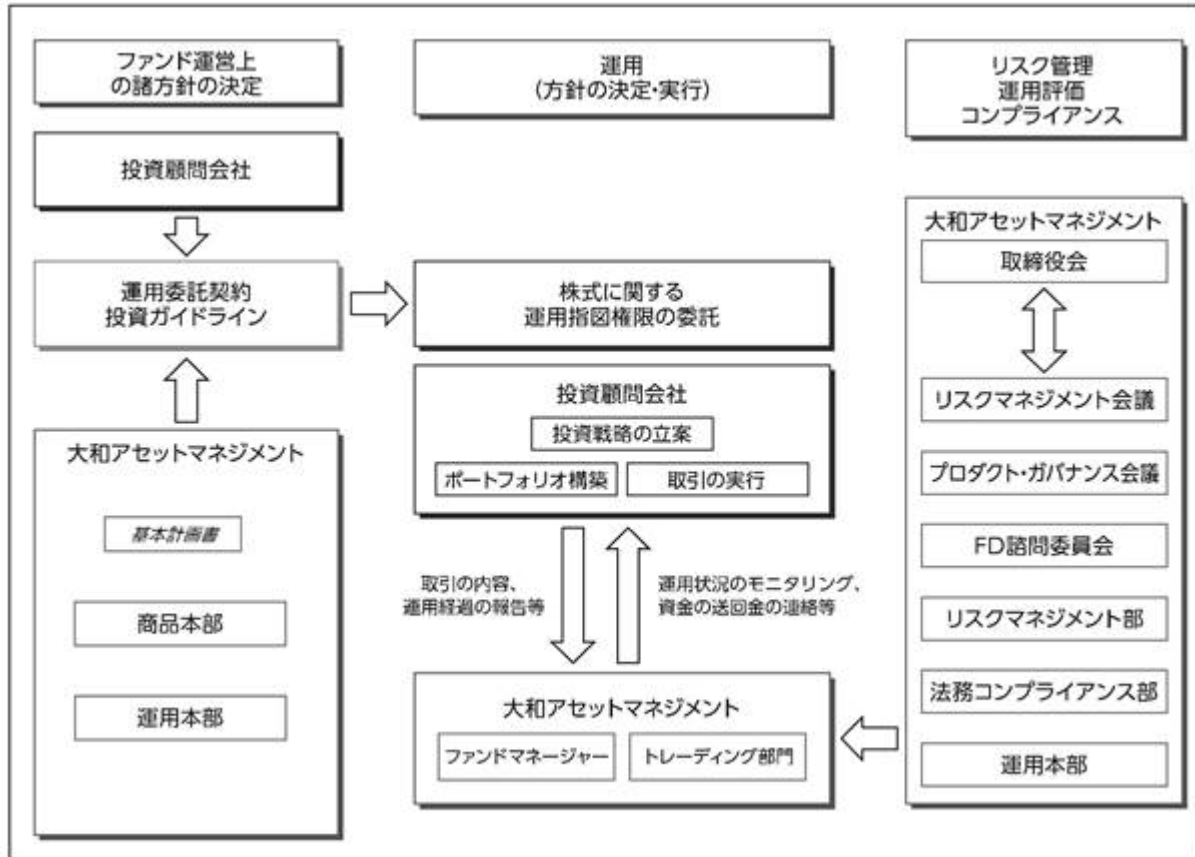 ファンド運営上
の諸方針の決定
投資顧問会社
運用委託契約
投資ガイドライン
大和アセットマネジメント
基本計画書
商品本部
運用本部
運用
(方針の決定・実行)
株式に関する
運用指図権限の委託
投資顧問会社
投資戦略の立案
ポートフォリオ構築
取引の実行
取引の内容、
運用経過の報告等
運用状況のモニタリング、
資金の送回金の連絡等
大和アセットマネジメント
ファンドマネージャー
トレーディング部門
リスク管理
運用評価
コンプライアンス
大和アセットマネジメント
取締役会
リスクマネジメント会議
プロダクト・ガバナンス会議
FD諮問委員会
リスクマネジメント部
法務コンプライアンス部
運用本部